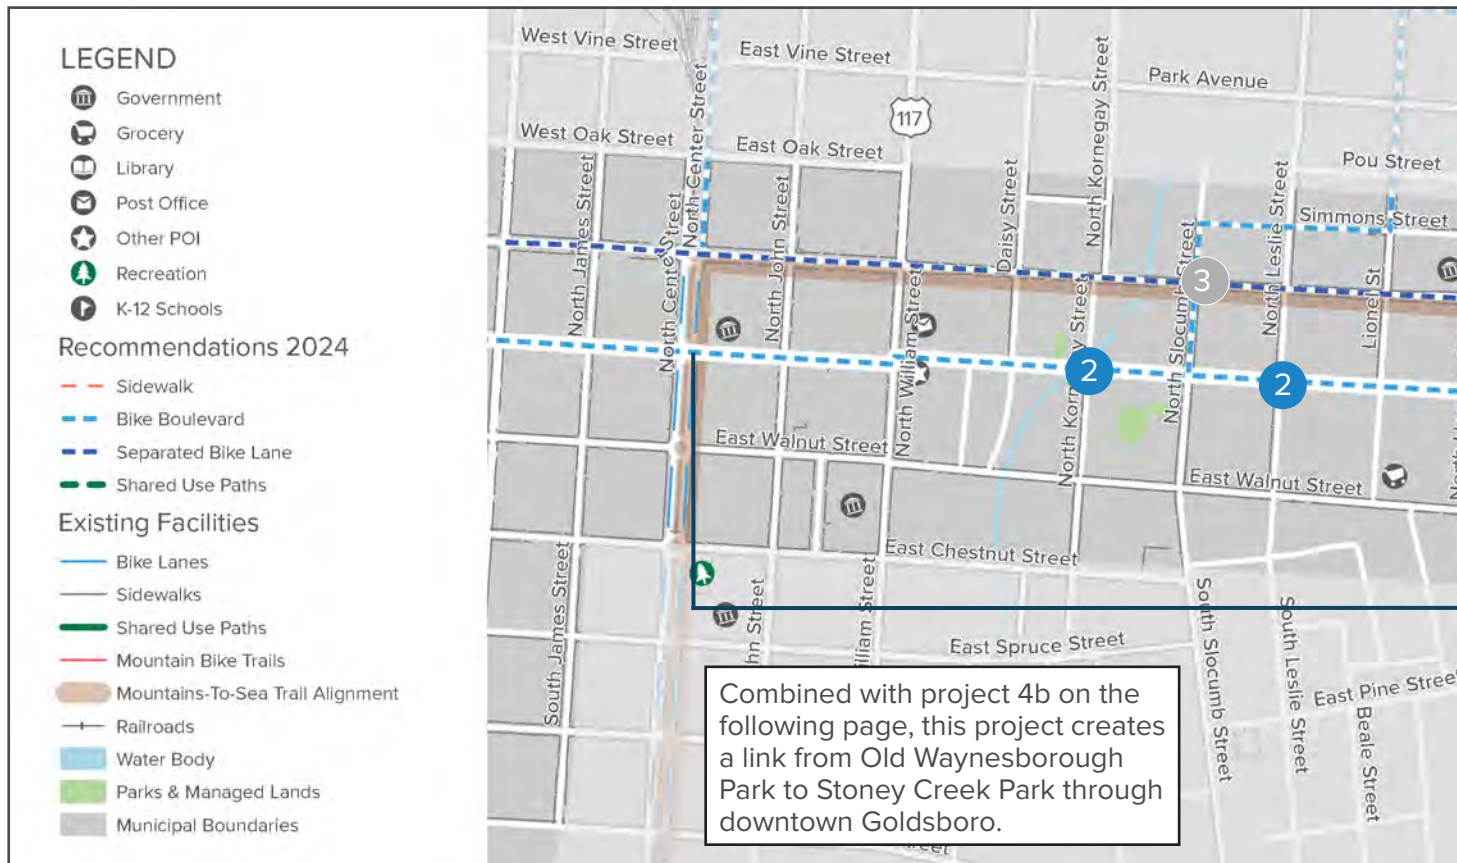 LEGEND
Government
Grocery
Library
Post Office
Other POI
Recreation
K-12 Schools
Recommendations 2024
Sidewalk
Bike Boulevard
Separated Bike Lane
Shared Use Paths
Existing Facilities
Bike Lanes
Sidewalks
Shared Use Paths
Mountain Bike Trails
Mountains-To-Sea Trail Alignment
Railroads
Water Body
Parks & Managed Lands
Municipal Boundaries
West Vine Street
East Vine Street
Park Avenue
117
West Oak Street
East Oak Street
Pou Street
Simmons Street
North James Street
North Center Street
North Center Street
North John Street
North William Street
Daisy Street
North Kornegay Street
North Kornegay Street
North Slocumb Street
North Leslie Street
Lionel St
3
2
2
East Walnut Street
East Walnut Street
East Chestnut Street
East Spruce Street
East Pine Street
South James Street
hn Street
illiam Street
South Slocumb Street
South Leslie Street
Beale Street
Combined with project 4b on the
following page, this project creates
a link from Old Waynesborough
Park to Stoney Creek Park through
downtown Goldsboro.